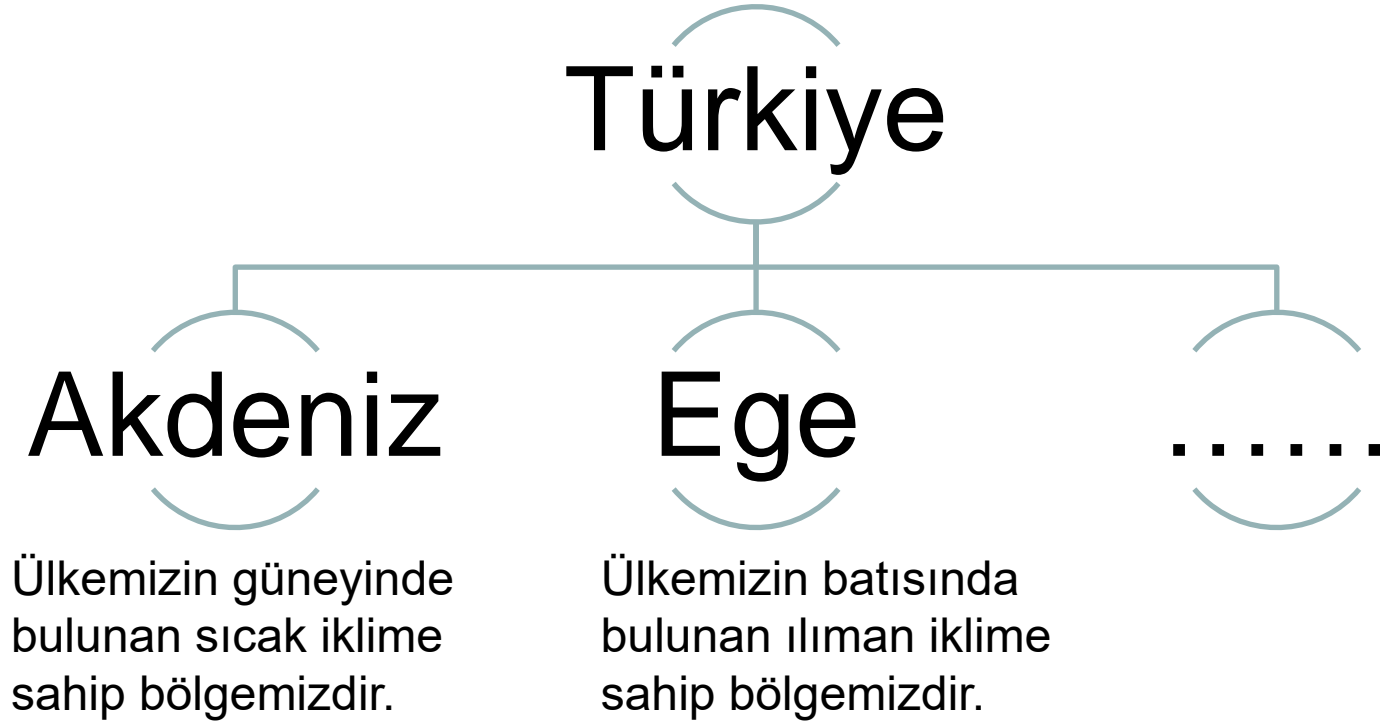 Türkiye
Akdeniz
Ege
......
Ülkemizin güneyinde
bulunan sıcak iklime
sahip bölgemizdir.
Ülkemizin batısında
bulunan ılıman iklime
sahip bölgemizdir.